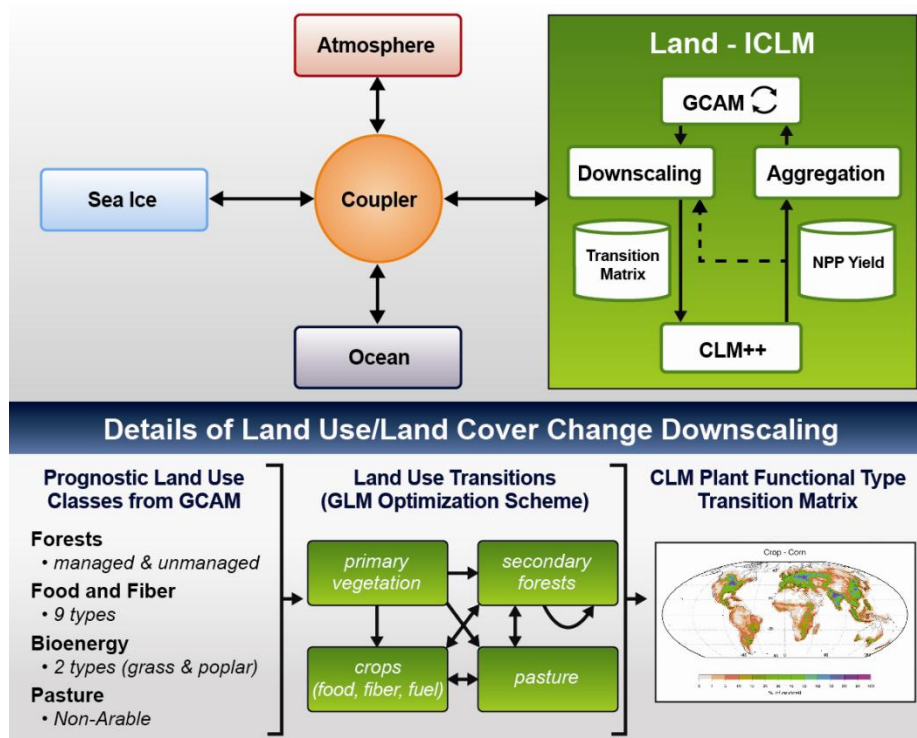 Atmosphere
Sea Ice
Coupler
Ocean
Land - ICLM
GCAM
Downscaling
Aggregation
Transition
Matrix
NPP Yield
CLM++
Details of Land Use/Land Cover Change Downscaling
Prognostic Land Use
Classes from GCAM
Forests
• managed & unmanaged
Food and Fiber
• 9 types
Bioenergy
• 2 types (grass & poplar)
Pasture
• Non-Arable
Land Use Transitions
(GLM Optimization Scheme)
primary
vegetation
secondary
forests
crops
(food, fiber, fuel)
pasture
CLM Plant Functional Type
Transition Matrix
Crop - Corn